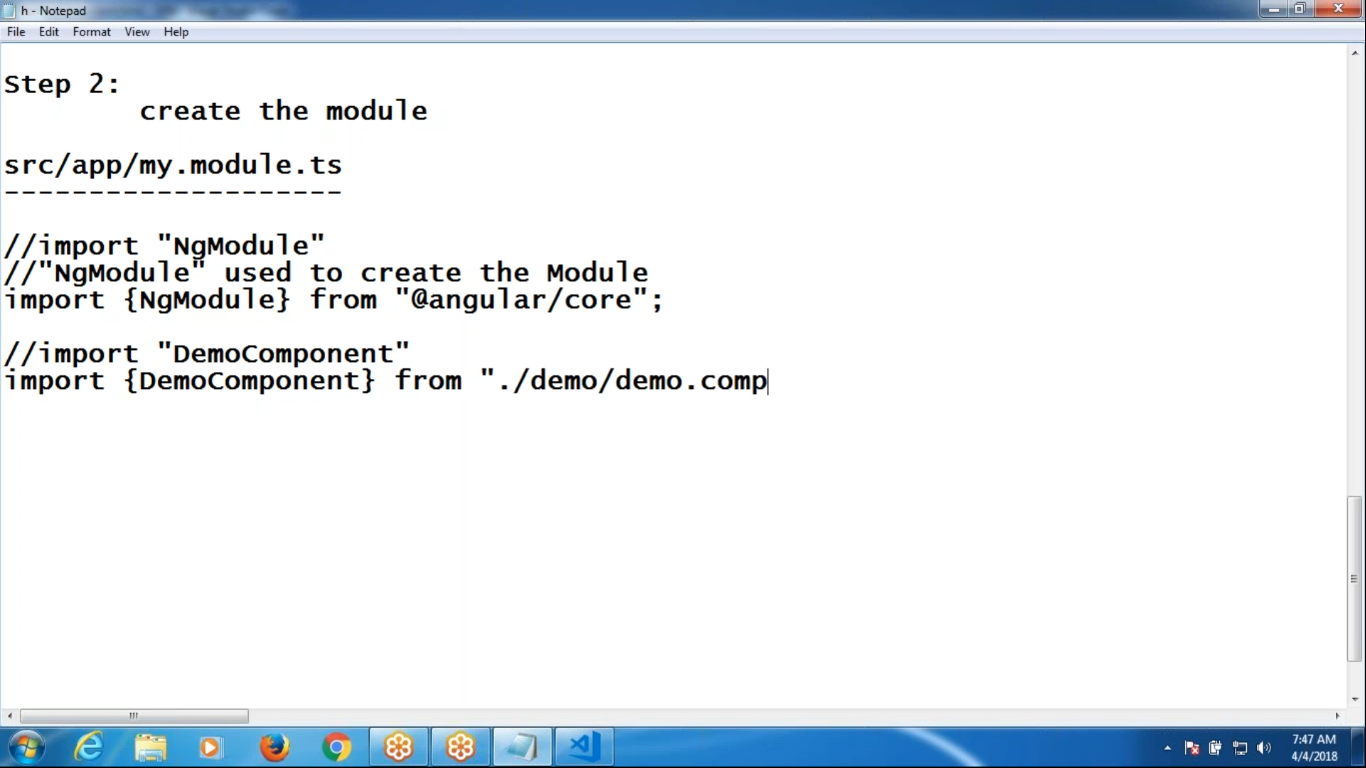 h - Notepad
File Edit Format View Help
Step 2:
create the module
src/app/my.module.ts
--------------------
//import "NgModule"
//"NgModule" used to create the Module
import {NgModule} from "@angular/core";
//import "DemoComponent"
import {DemoComponent} from "./demo/demo.comp
7:47 AM
4/4/2018